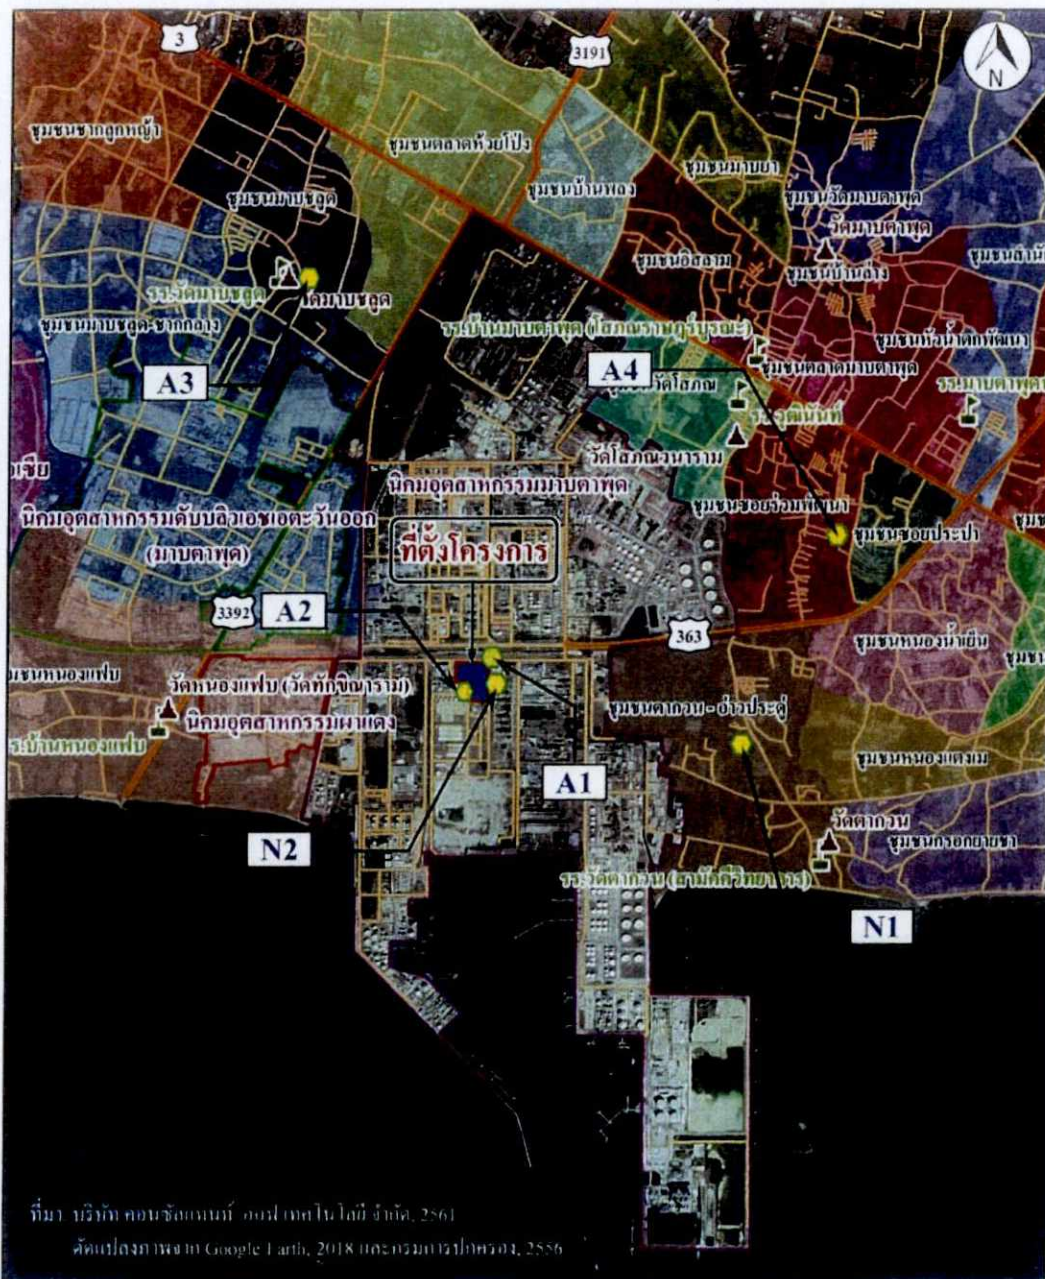 3
3191
N
ชุมชนซากลูกหญ้า
ชุมชนตลาดห้วยโป่ง
ชุมชนมาบยา
ชุมชนบ้านพลง
ชุมชนมาบชลูด
ชุมชนวัดมาบตาพุด
วัดมาบตาพุด
ชุมชนอิสลาม
ชุมชนบ้านล่าง
รร.วัดมาบชลูด
ชุมชนมาบชลูด-ซากกลาง
รร.บ้านมาบตาพุด (โสภณราษฎร์บูรณะ)
ชุมชนหัวน้ำตกพัฒนา
A3
A4
ชุมชนตลาดมาบตาพุด
วัดโสภณ
รร.วุฒินันท์
วัดโสภณวนาราม
นิคมอุตสาหกรรมมาบตาพุด
ชุมชนซอยร่วมพัฒนา
นิคมอุตสาหกรรมดับบลิวเอชเอตะวันออก
(มาบตาพุด)
ที่ตั้งโครงการ
ชุมชนซอยประปา
3392
A2
363
ชุมชนหนองน้ำเย็น
ชุมชนหนองแฟบ
วัดหนองแฟบ (วัดทักขิณาราม)
ชุมชนตากวน - อ่าวประดู่
นิคมอุตสาหกรรมผาแดง
รร.บ้านหนองแฟบ
ชุมชนหนองแตงเม
A1
N2
วัดตากวน
ชุมชนกรอกยายชา
รร.วัดตากวน (สามัคคีวิทยาคาร)
N1
ที่มา: บริษัท คอนซัลแทนท์ ออฟ เทคโนโลยี จำกัด, 2561
ดัดแปลงภาพจาก Google Earth, 2018 และกรมการปกครอง, 2556